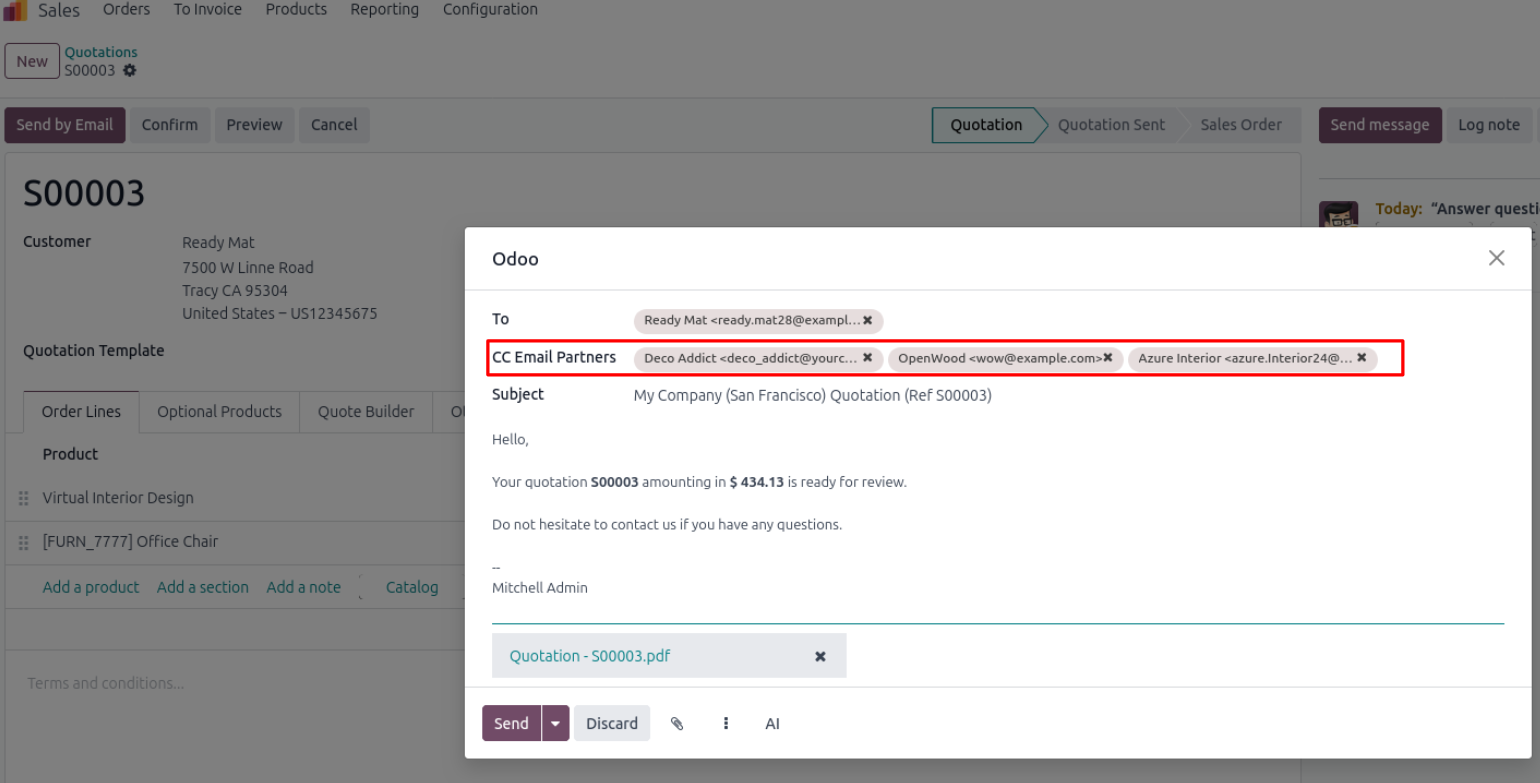 Sales Orders To Invoice Products Reporting Configuration
New Quotations
S00003
Send by Email Confirm Preview Cancel Quotation Quotation Sent Sales Order Send message Log note
S00003
Today: “Answer questi
Customer Ready Mat
7500 W Linne Road
Tracy CA 95304
United States – US12345675
Quotation Template
Order Lines Optional Products Quote Builder
Product
Virtual Interior Design
[FURN_7777] Office Chair
Add a product Add a section Add a note Catalog
Terms and conditions...
Odoo
To Ready Mat <ready.mat28@exampl...
CC Email Partners Deco Addict <deco_addict@yourc... OpenWood <wow@example.com> Azure Interior <azure.Interior24@...
Subject My Company (San Francisco) Quotation (Ref S00003)
Hello,
Your quotation S00003 amounting in $ 434.13 is ready for review.
Do not hesitate to contact us if you have any questions.
--
Mitchell Admin
Quotation - S00003.pdf
Send Discard AI